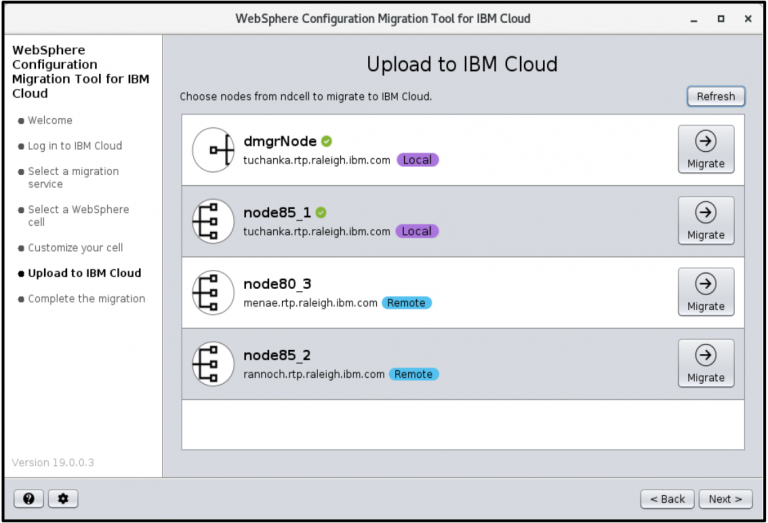 WebSphere Configuration Migration Tool for IBM Cloud
WebSphere
Configuration
Migration Tool for IBM
Cloud
Welcome
Log in to IBM Cloud
Select a migration
service
Select a WebSphere
cell
Customize your cell
Upload to IBM Cloud
Complete the migration
Version 19.0.0.3
Upload to IBM Cloud
Choose nodes from ndcell to migrate to IBM Cloud.
Refresh
dmgrNode
tuchanka.rtp.raleigh.ibm.com Local
Migrate
node85_1
tuchanka.rtp.raleigh.ibm.com Local
Migrate
node80_3
menae.rtp.raleigh.ibm.com Remote
Migrate
node85_2
rannoch.rtp.raleigh.ibm.com Remote
Migrate
< Back
Next >